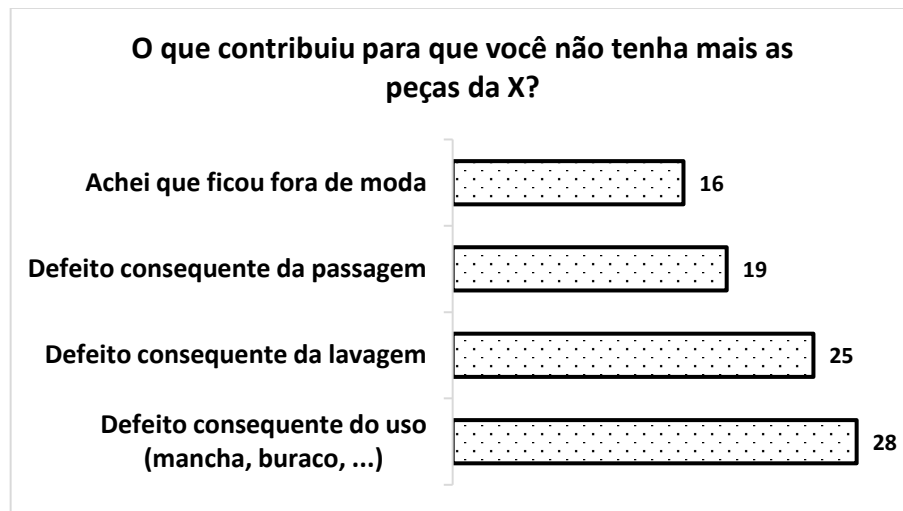 O que contribuiu para que você não tenha mais as
peças da X?
Achei que ficou fora de moda
16
Defeito consequente da passagem
19
Defeito consequente da lavagem
25
Defeito consequente do uso
(mancha, buraco, ...)
28